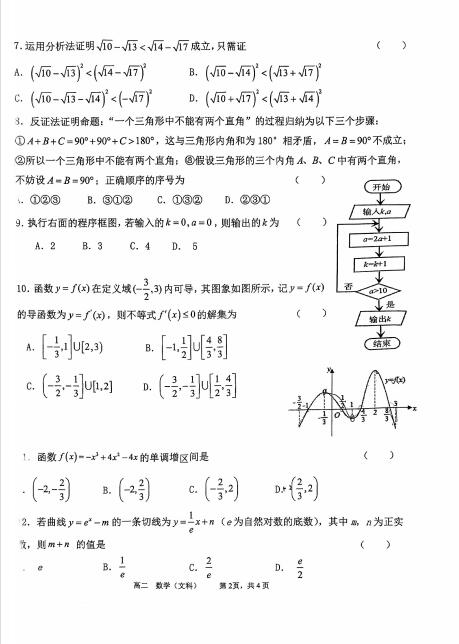 7.运用分析法证明√10－√13＜√14－√17成立,只需证 （ ）
A. (√10－√13)²＜(√14－√17)² B. (√10－√14)²＜(√13＋√17)²
C. (√10－√13－√14)²＜(－√17)² D. (√10＋√17)²＜(√13＋√14)²
8. 反证法证明命题：“一个三角形中不能有两个直角”的过程归纳为以下三个步骤：
①A+B+C=90°+90°+C>180°，这与三角形内角和为180°相矛盾，A=B=90°不成立；
②所以一个三角形中不能有两个直角；③假设三角形的三个内角A、B、C中有两个直角，
不妨设A=B=90°；正确顺序的序号为 （ ）
①②③ B. ③①② C. ①③② D. ②③①
9. 执行右面的程序框图,若输入的k=0,a=0，则输出的k为 （ ）
A. 2 B. 3 C. 4 D. 5
开始
输入k,a
a=2a+1
k=k+1
a>10
否
是
输出k
结束
10. 函数y=f(x)在定义域(-3/2,3)内可导，其图象如图所示,记y=f(x)
的导函数为y=f′(x)，则不等式f′(x)≤0的解集为 （ ）
A. [-1/3,1]∪[2,3) B. [-1,1/2]∪[4/3,8/3]
C. (-3/2,-1/3]∪[1,2] D. (-3/2,-1/3]∪[1/2,4/3]
y
y=f(x)
-3/2 -1 -1/3 O 1/2 1 4/3 2 8/3 3 x
1. 函数f(x)=-x³+4x²-4x的单调增区间是 （ ）
(-2,-2/3) B. (-2,2/3) C. (-2/3,2) D. (2/3,2)
2. 若曲线y=eˣ-m的一条切线为y=1/e x+n（e为自然对数的底数），其中m，n为正实
数，则m+n 的值是 （ ）
e B. 1/e C. 2/e D. e/2
高二 数学（文科） 第2页，共4页